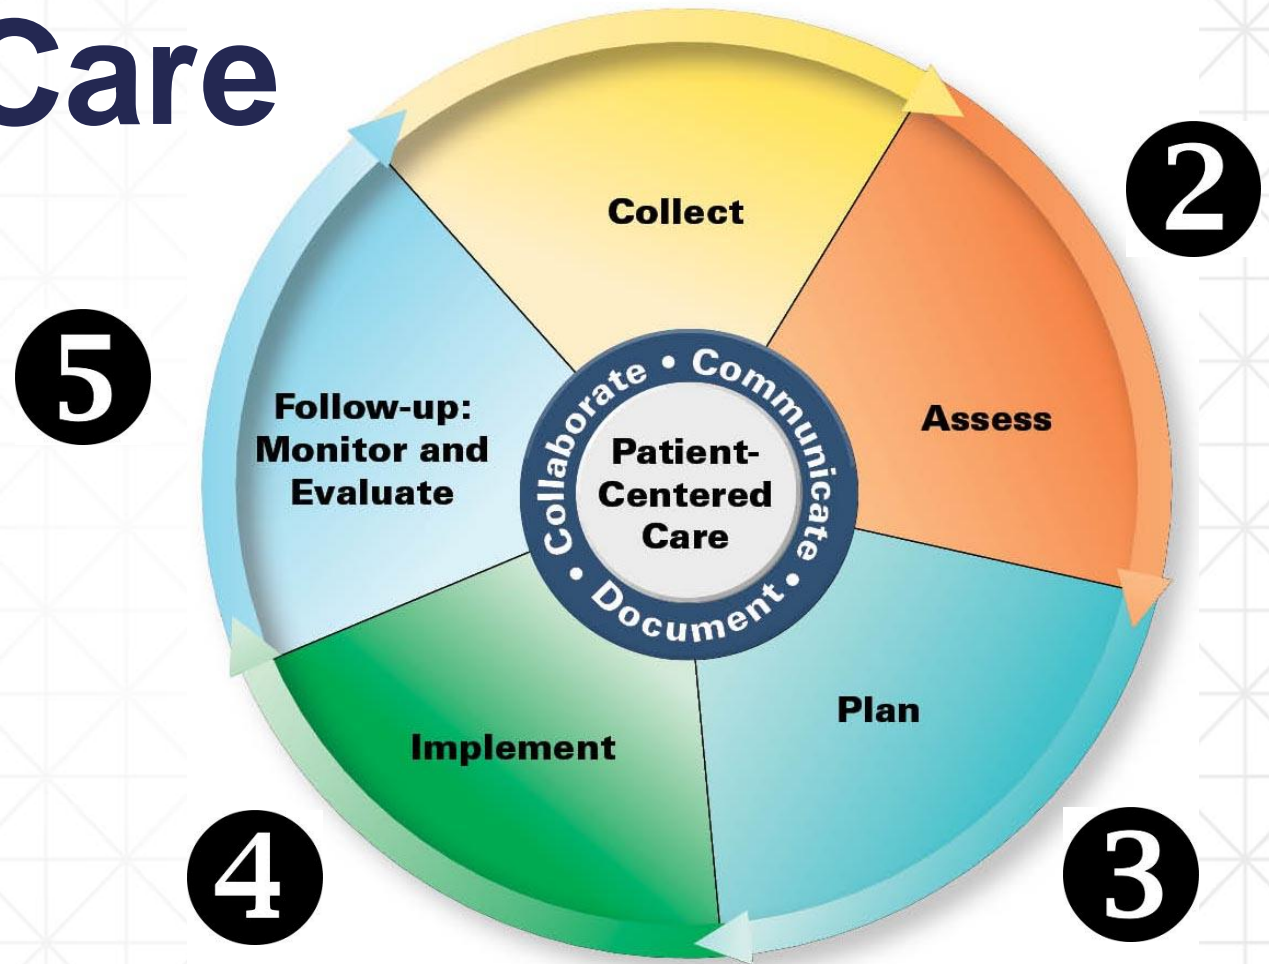 Care
Collect
2
Assess
5
Follow-up:
Monitor and
Evaluate
Collaborate • Communicate • Document •
Patient-
Centered
Care
Plan
Implement
4
3